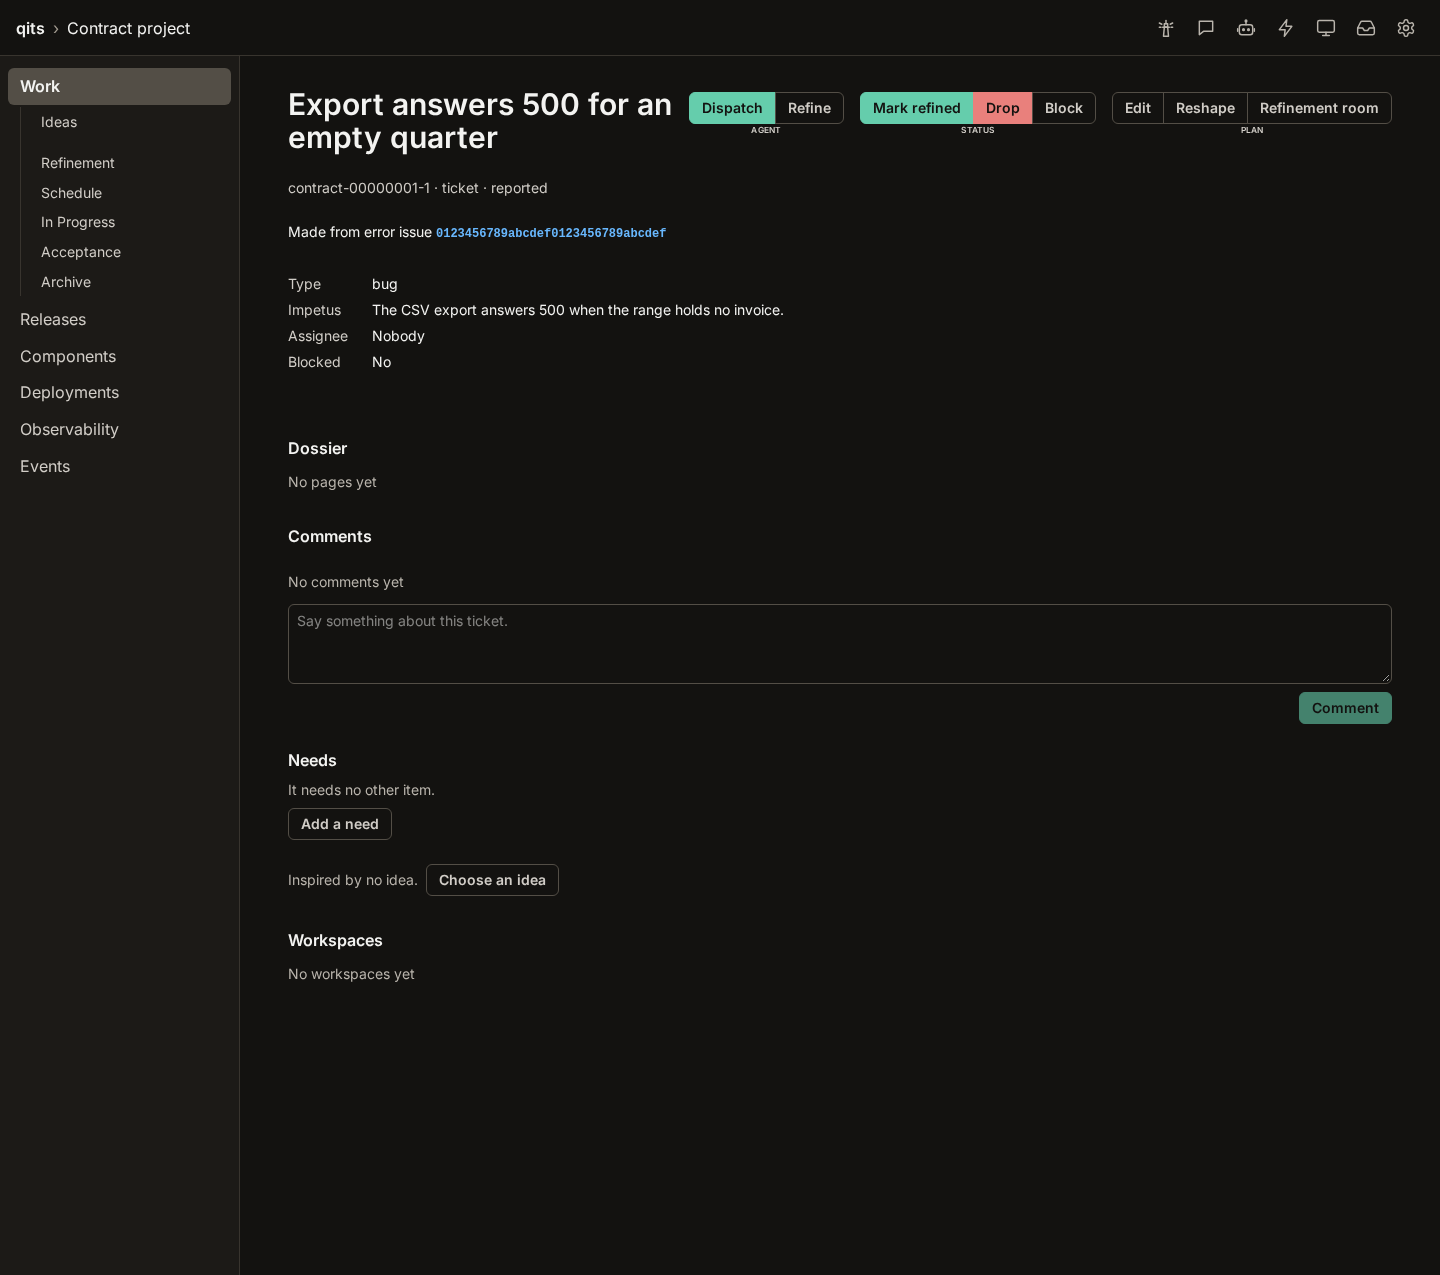 qits › Contract project
Work
Ideas
Refinement
Schedule
In Progress
Acceptance
Archive
Releases
Components
Deployments
Observability
Events
Export answers 500 for an
empty quarter
Dispatch Refine
AGENT
Mark refined Drop Block
STATUS
Edit Reshape Refinement room
PLAN
contract-00000001-1 · ticket · reported
Made from error issue 0123456789abcdef0123456789abcdef
Type bug
Impetus The CSV export answers 500 when the range holds no invoice.
Assignee Nobody
Blocked No
Dossier
No pages yet
Comments
No comments yet
Say something about this ticket.
Comment
Needs
It needs no other item.
Add a need
Inspired by no idea. Choose an idea
Workspaces
No workspaces yet